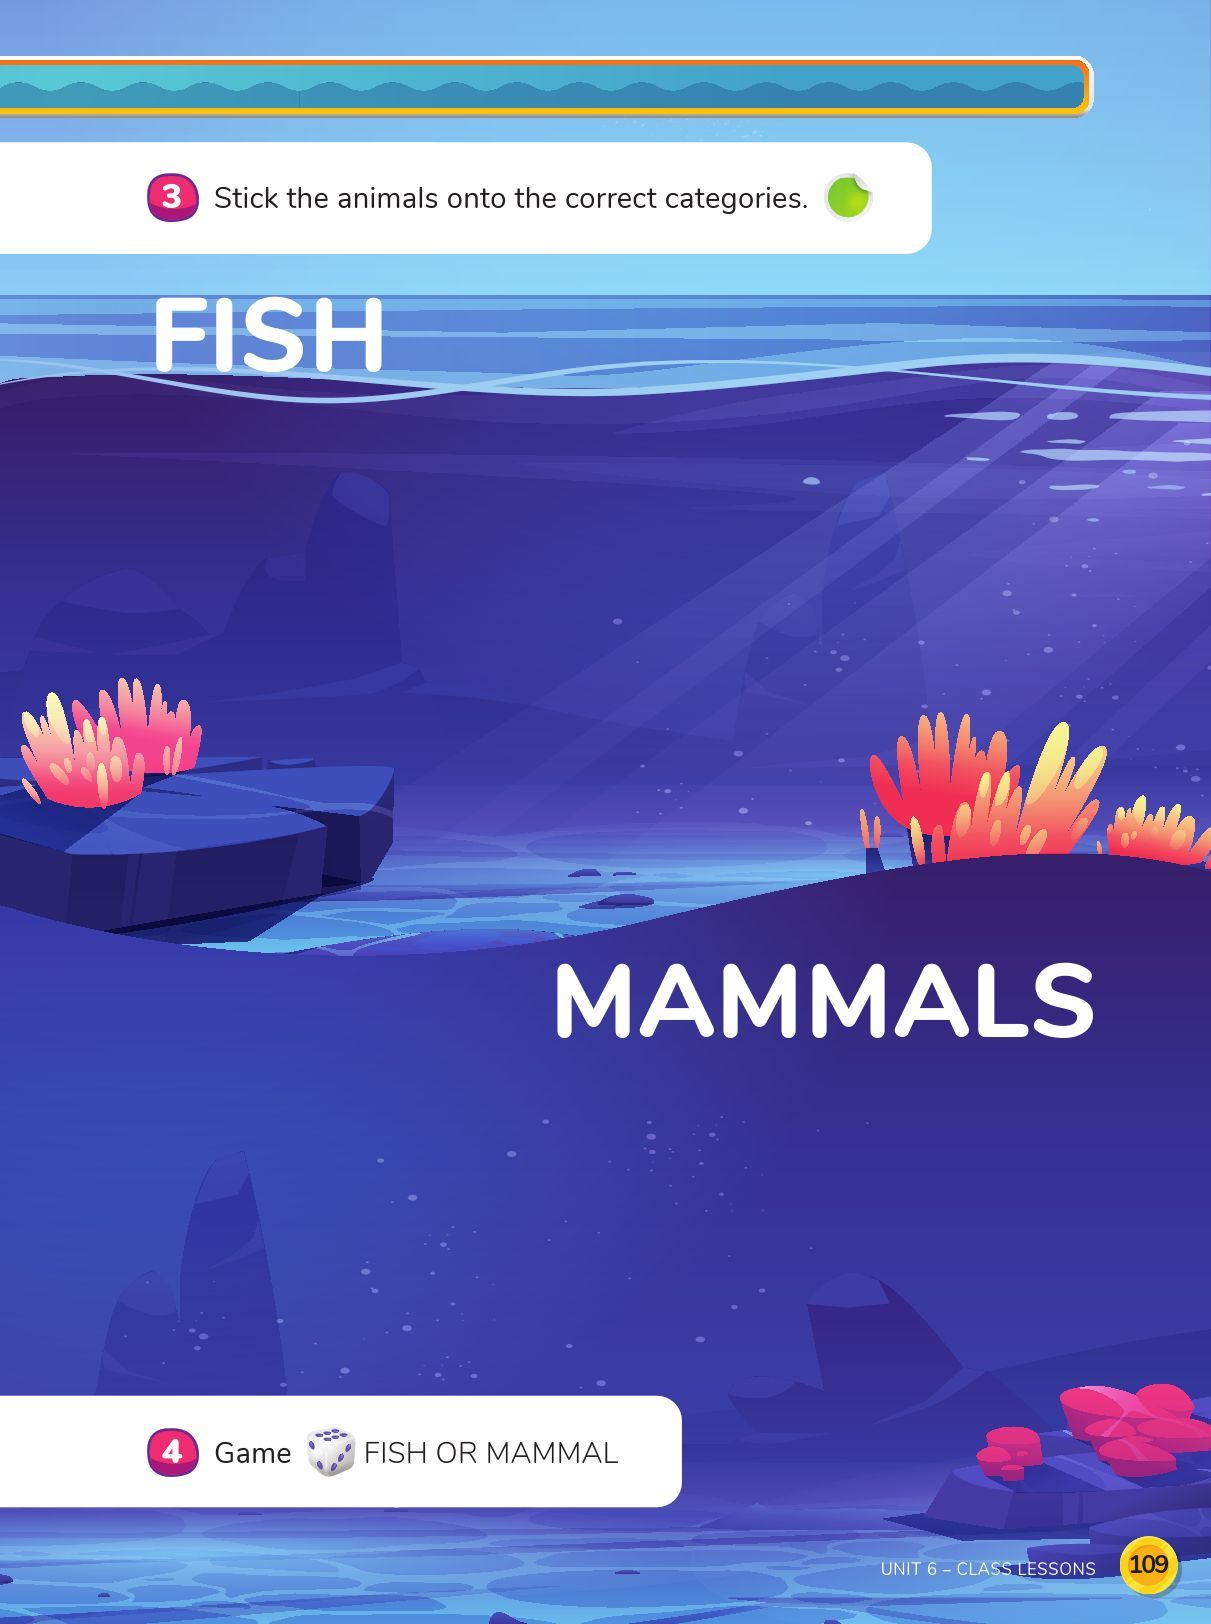 3 Stick the animals onto the correct categories.
FISH
MAMMALS
4 Game FISH OR MAMMAL
UNIT 6 – CLASS LESSONS 109